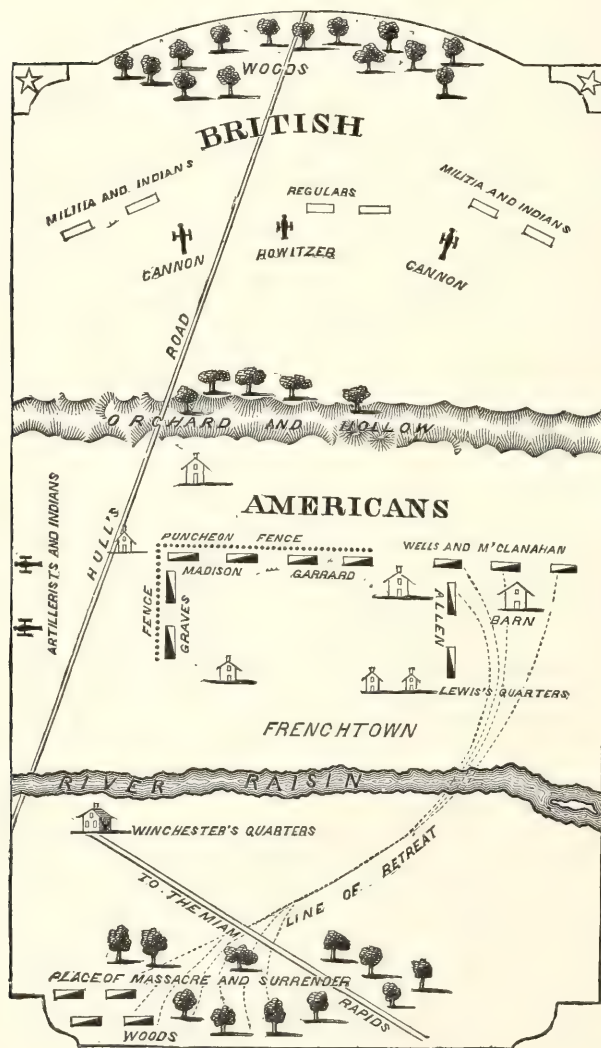 WOODS
BRITISH
MILITIA AND INDIANS
REGULARS
MILITIA AND INDIANS
CANNON
HOWITZER
CANNON
HULL'S ROAD
ORCHARD AND HOLLOW
AMERICANS
ARTILLERISTS AND INDIANS
PUNCHEON FENCE
MADISON
GARRARD
WELLS AND M'CLANAHAN
FENCE
GRAVES
ALLEN
BARN
LEWIS'S QUARTERS
FRENCHTOWN
RIVER RAISIN
WINCHESTER'S QUARTERS
LINE OF RETREAT
TO THE MIAMI RAPIDS
PLACE OF MASSACRE AND SURRENDER
WOODS